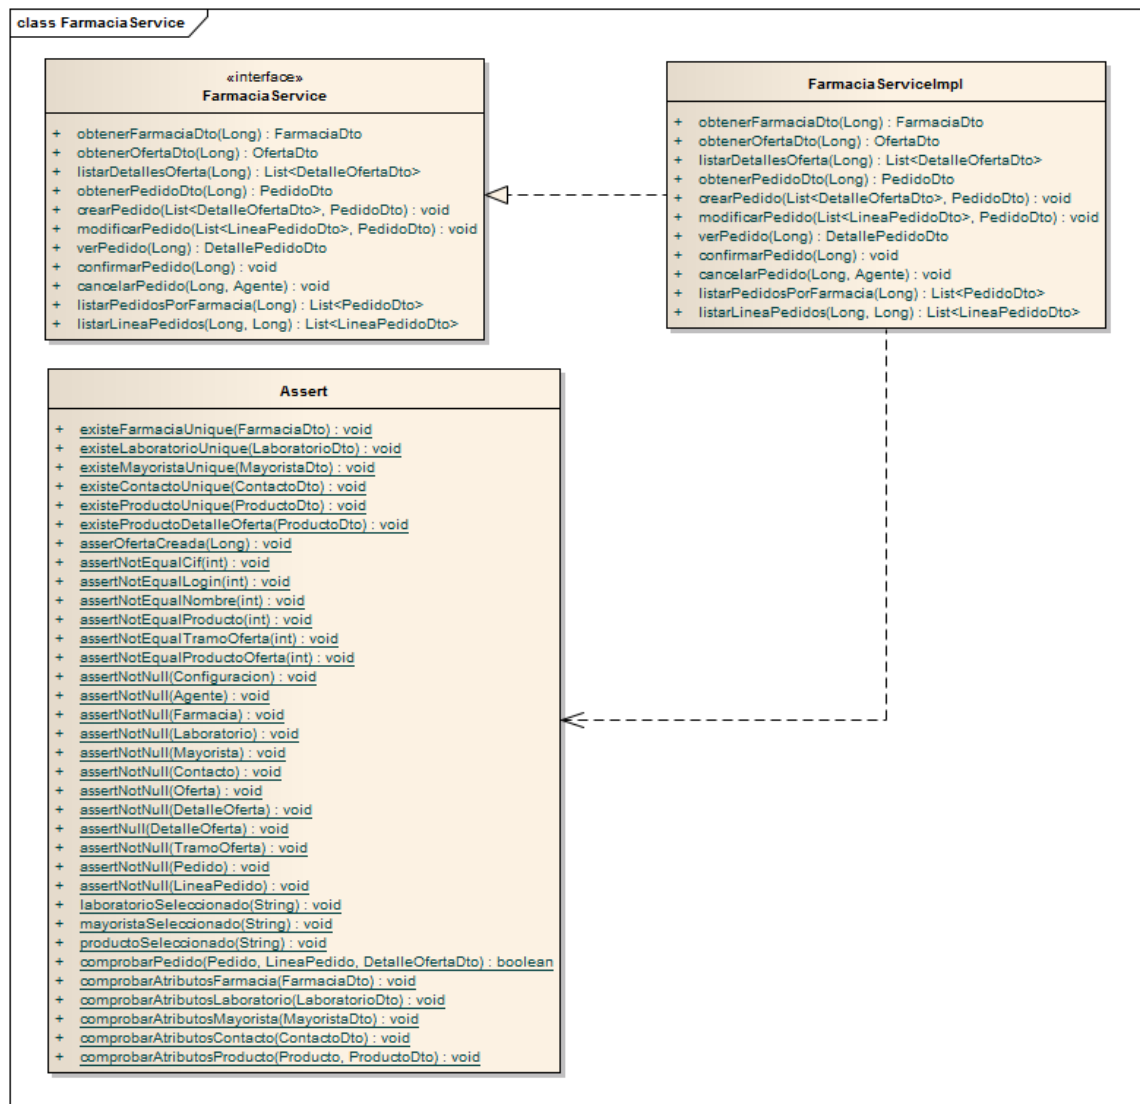 class FarmaciaService
«interface»
FarmaciaService
+ obtenerFarmaciaDto(Long) : FarmaciaDto
+ obtenerOfertaDto(Long) : OfertaDto
+ listarDetallesOferta(Long) : List<DetalleOfertaDto>
+ obtenerPedidoDto(Long) : PedidoDto
+ crearPedido(List<DetalleOfertaDto>, PedidoDto) : void
+ modificarPedido(List<LineaPedidoDto>, PedidoDto) : void
+ verPedido(Long) : DetallePedidoDto
+ confirmarPedido(Long) : void
+ cancelarPedido(Long, Agente) : void
+ listarPedidosPorFarmacia(Long) : List<PedidoDto>
+ listarLineaPedidos(Long, Long) : List<LineaPedidoDto>
FarmaciaServiceImpl
+ obtenerFarmaciaDto(Long) : FarmaciaDto
+ obtenerOfertaDto(Long) : OfertaDto
+ listarDetallesOferta(Long) : List<DetalleOfertaDto>
+ obtenerPedidoDto(Long) : PedidoDto
+ crearPedido(List<DetalleOfertaDto>, PedidoDto) : void
+ modificarPedido(List<LineaPedidoDto>, PedidoDto) : void
+ verPedido(Long) : DetallePedidoDto
+ confirmarPedido(Long) : void
+ cancelarPedido(Long, Agente) : void
+ listarPedidosPorFarmacia(Long) : List<PedidoDto>
+ listarLineaPedidos(Long, Long) : List<LineaPedidoDto>
Assert
+ existeFarmaciaUnique(FarmaciaDto) : void
+ existeLaboratorioUnique(LaboratorioDto) : void
+ existeMayoristaUnique(MayoristaDto) : void
+ existeContactoUnique(ContactoDto) : void
+ existeProductoUnique(ProductoDto) : void
+ existeProductoDetalleOferta(ProductoDto) : void
+ asserOfertaCreada(Long) : void
+ assertNotEqualCif(int) : void
+ assertNotEqualLogin(int) : void
+ assertNotEqualNombre(int) : void
+ assertNotEqualProducto(int) : void
+ assertNotEqualTramoOferta(int) : void
+ assertNotEqualProductoOferta(int) : void
+ assertNotNull(Configuracion) : void
+ assertNotNull(Agente) : void
+ assertNotNull(Farmacia) : void
+ assertNotNull(Laboratorio) : void
+ assertNotNull(Mayorista) : void
+ assertNotNull(Contacto) : void
+ assertNotNull(Oferta) : void
+ assertNotNull(DetalleOferta) : void
+ assertNull(DetalleOferta) : void
+ assertNotNull(TramoOferta) : void
+ assertNotNull(Pedido) : void
+ assertNotNull(LineaPedido) : void
+ laboratorioSeleccionado(String) : void
+ mayoristaSeleccionado(String) : void
+ productoSeleccionado(String) : void
+ comprobarPedido(Pedido, LineaPedido, DetalleOfertaDto) : boolean
+ comprobarAtributosFarmacia(FarmaciaDto) : void
+ comprobarAtributosLaboratorio(LaboratorioDto) : void
+ comprobarAtributosMayorista(MayoristaDto) : void
+ comprobarAtributosContacto(ContactoDto) : void
+ comprobarAtributosProducto(Producto, ProductoDto) : void